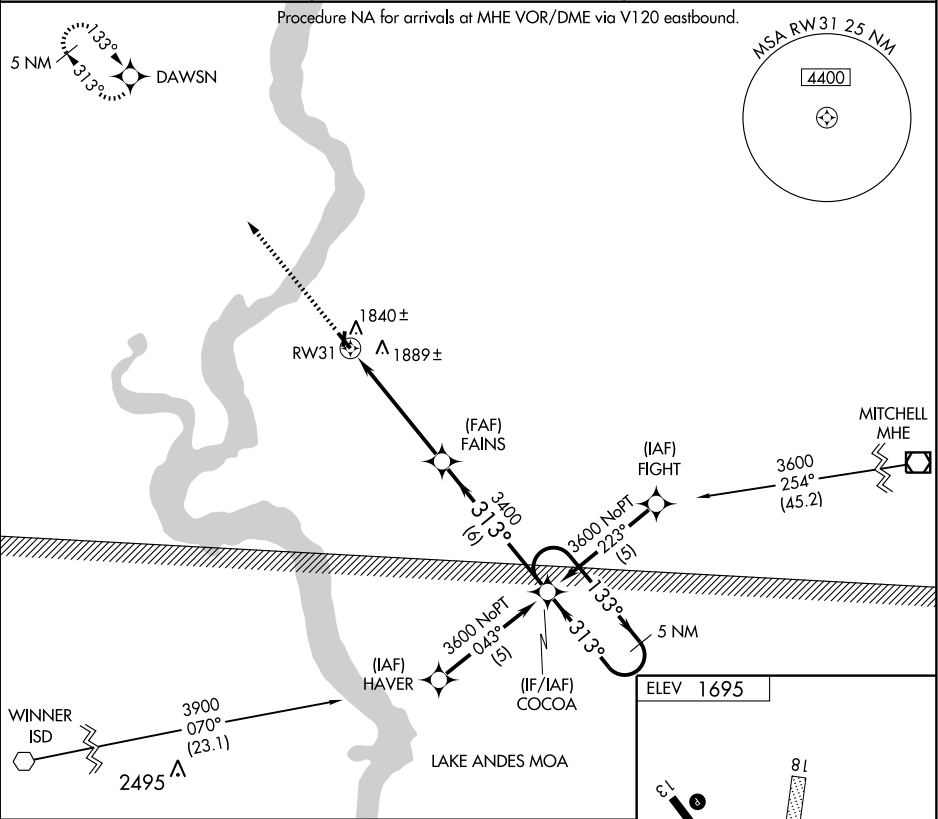 Procedure NA for arrivals at MHE VOR/DME via V120 eastbound.
133°
5 NM
313°
DAWSN
MSA RW31 25 NM
4400
1840 ±
RW31
1889 ±
(FAF)
FAINS
MITCHELL
MHE
(IAF)
FIGHT
3600
254°
(45.2)
3400
313°
(6)
3600 NoPT
223°
(5)
133°
313°
5 NM
3600 NoPT
043°
(5)
(IAF)
HAVER
(IF/IAF)
COCOA
WINNER
ISD
3900
070°
(23.1)
2495
LAKE ANDES MOA
ELEV 1695
13
P
18